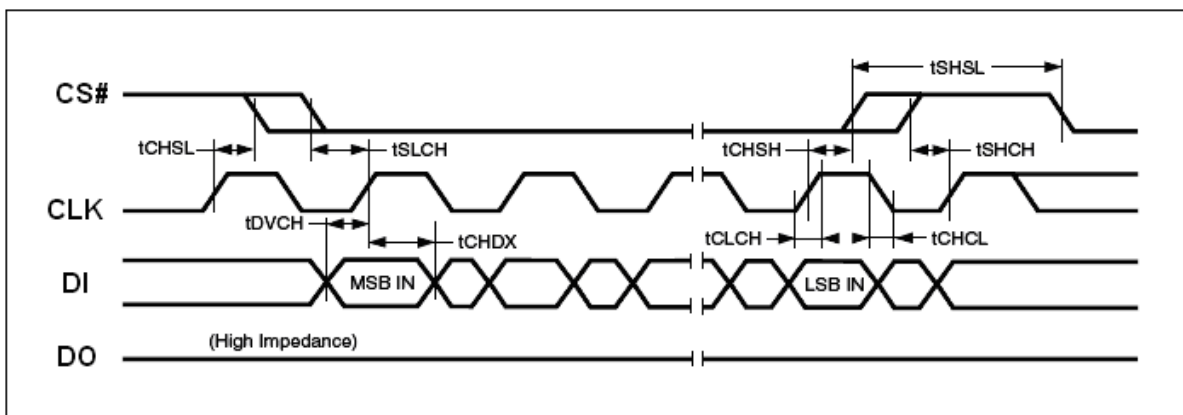 tSHSL
CS#
tCHSL
tSLCH
tCHSH
tSHCH
CLK
tDVCH
tCHDX
tCLCH
tCHCL
DI
MSB IN
LSB IN
(High Impedance)
DO